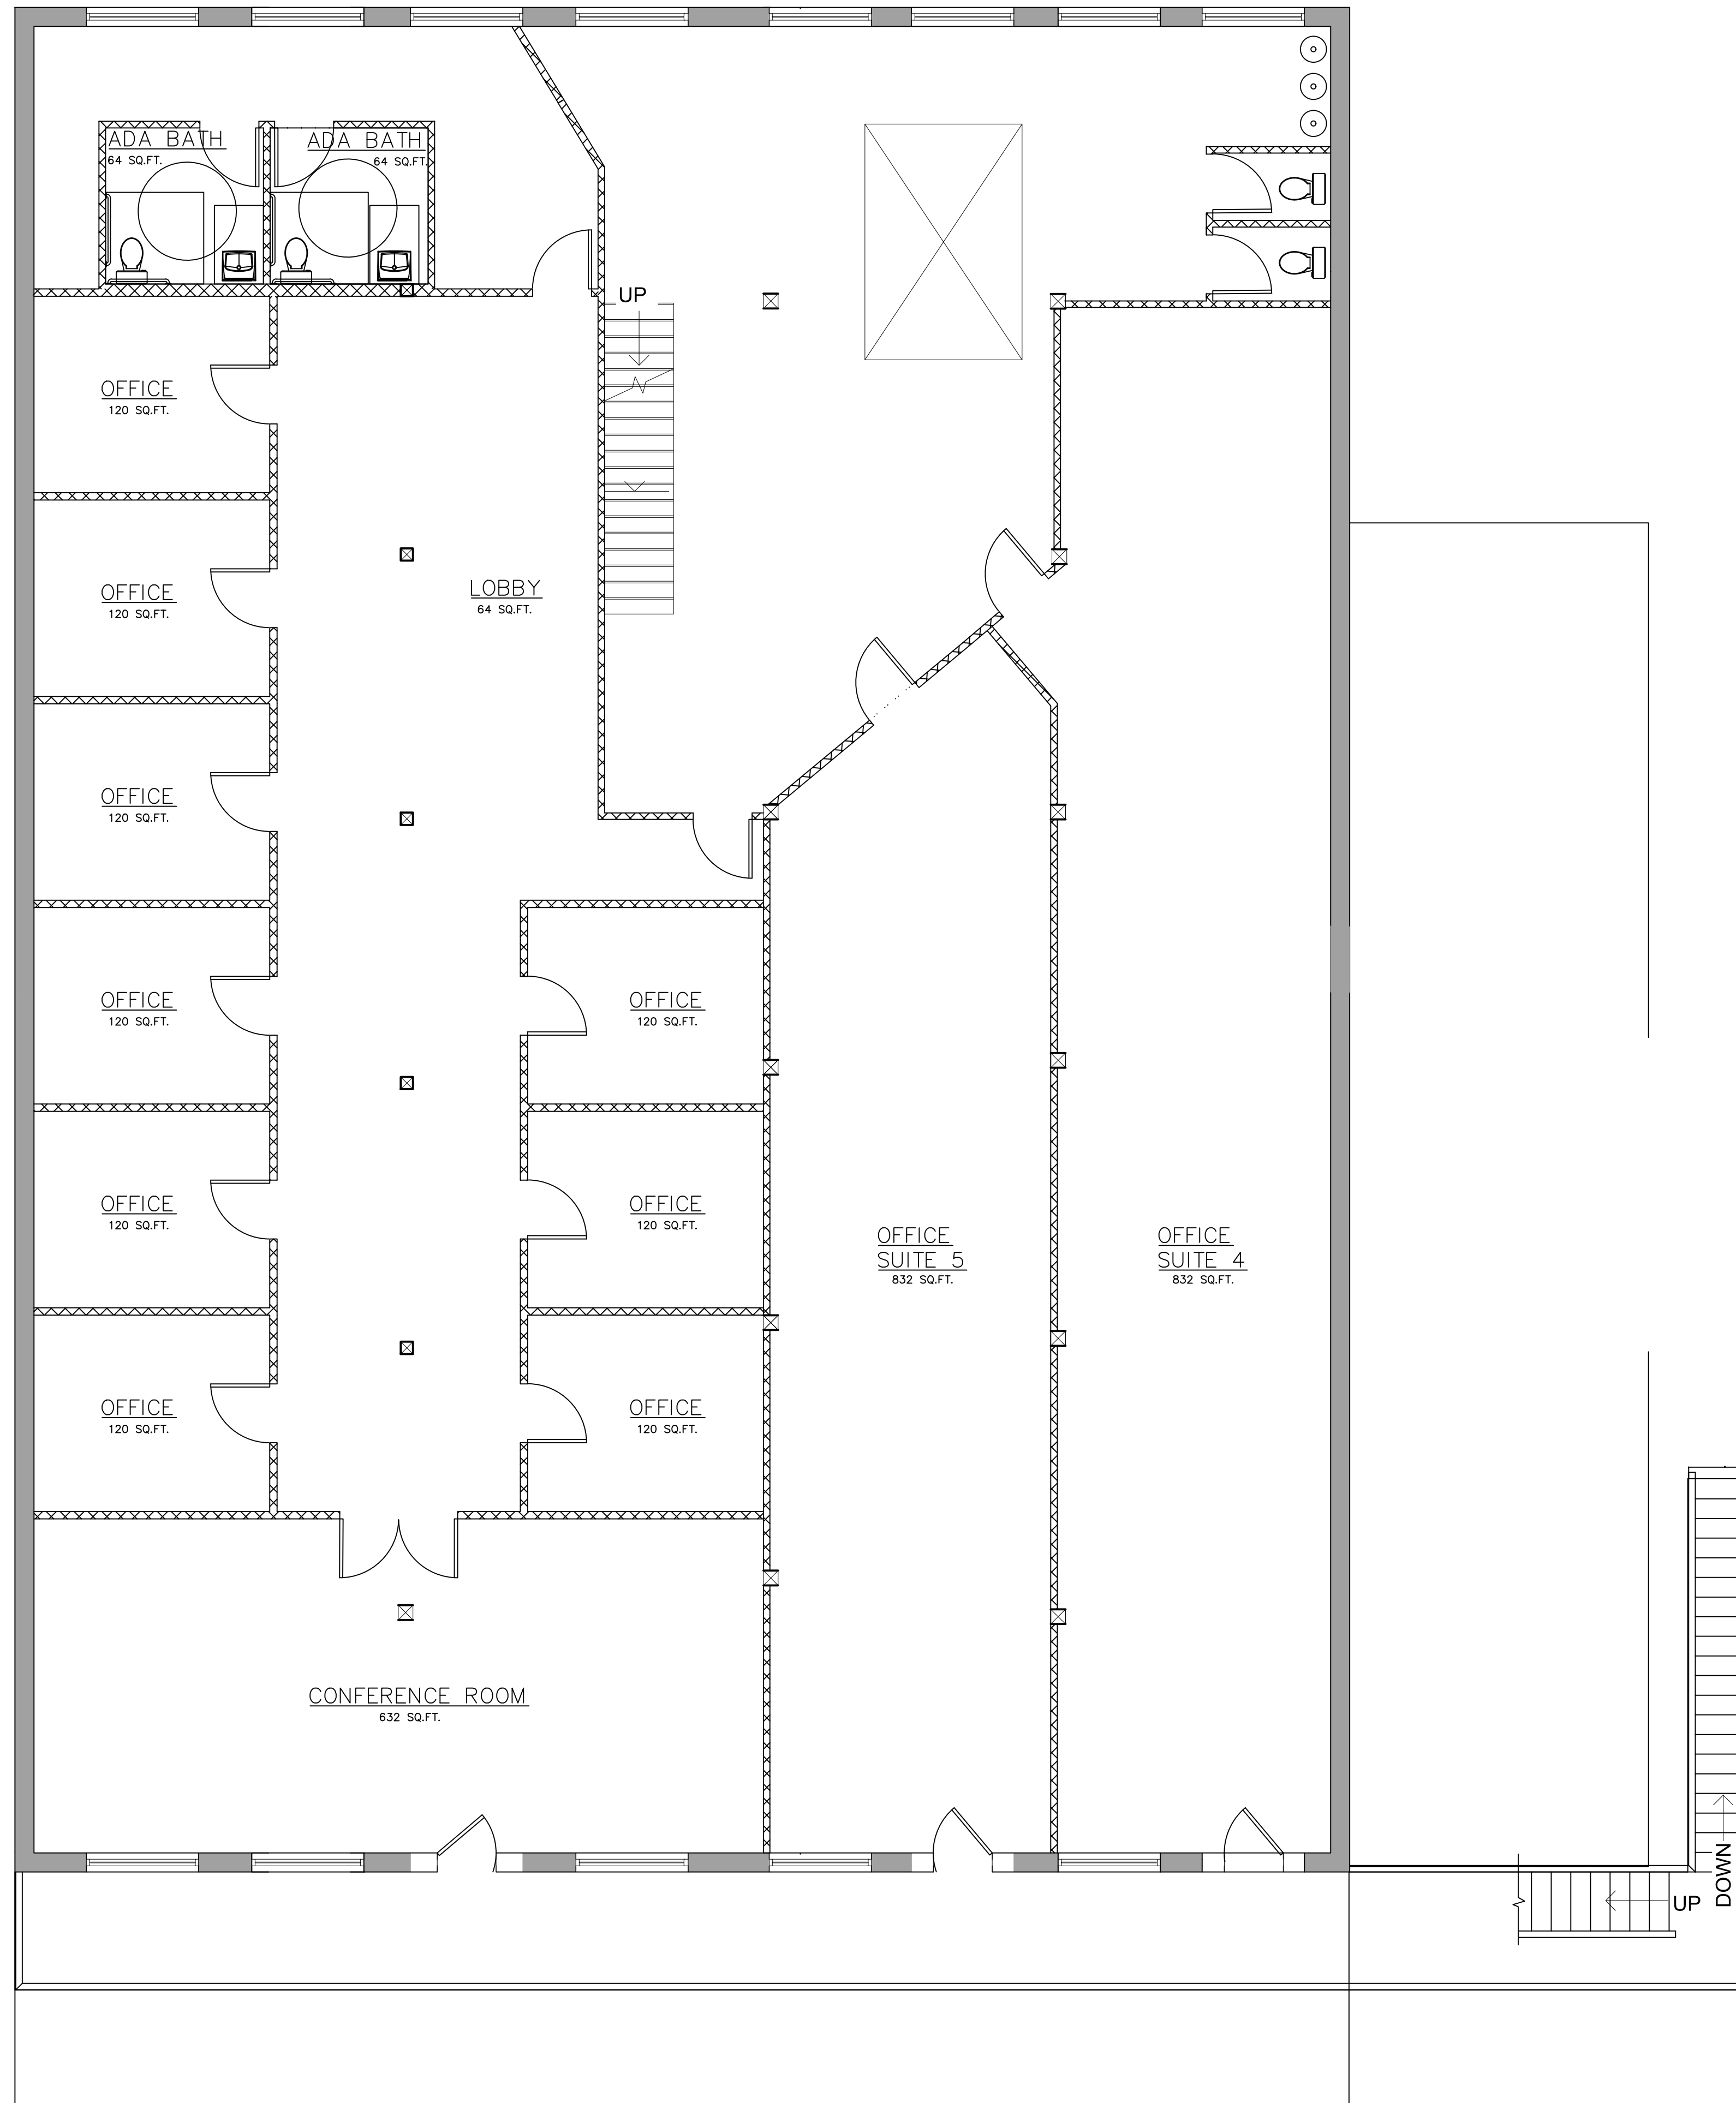 ADA BATH
64 SQ.FT.
ADA BATH
64 SQ.FT.
UP
OFFICE
120 SQ.FT.
OFFICE
120 SQ.FT.
LOBBY
64 SQ.FT.
OFFICE
120 SQ.FT.
OFFICE
120 SQ.FT.
OFFICE
120 SQ.FT.
OFFICE
120 SQ.FT.
OFFICE
120 SQ.FT.
OFFICE
SUITE 5
832 SQ.FT.
OFFICE
SUITE 4
832 SQ.FT.
OFFICE
120 SQ.FT.
OFFICE
120 SQ.FT.
CONFERENCE ROOM
632 SQ.FT.
DOWN
UP